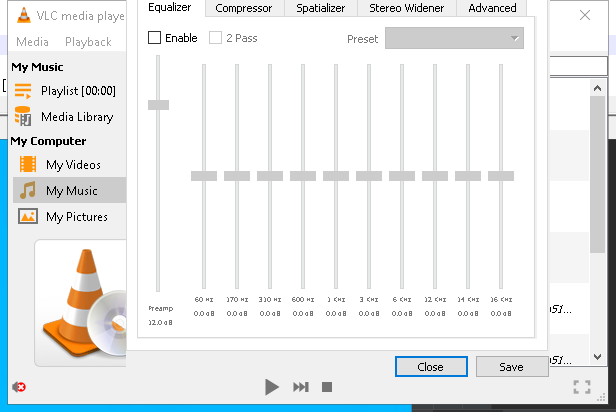 VLC media playe
Equalizer Compressor Spatializer Stereo Widener Advanced
Media Playback
Enable 2 Pass Preset
My Music
Playlist [00:00]
Media Library
My Computer
My Videos
My Music
My Pictures
60 Hz 170 Hz 310 Hz 600 Hz 1 KHz 3 KHz 6 KHz 12 KHz 14 KHz 16 KHz
Preamp 0.0 dB 0.0 dB 0.0 dB 0.0 dB 0.0 dB 0.0 dB 0.0 dB 0.0 dB 0.0 dB 0.0 dB
12.0 dB
51...
51...
Close Save